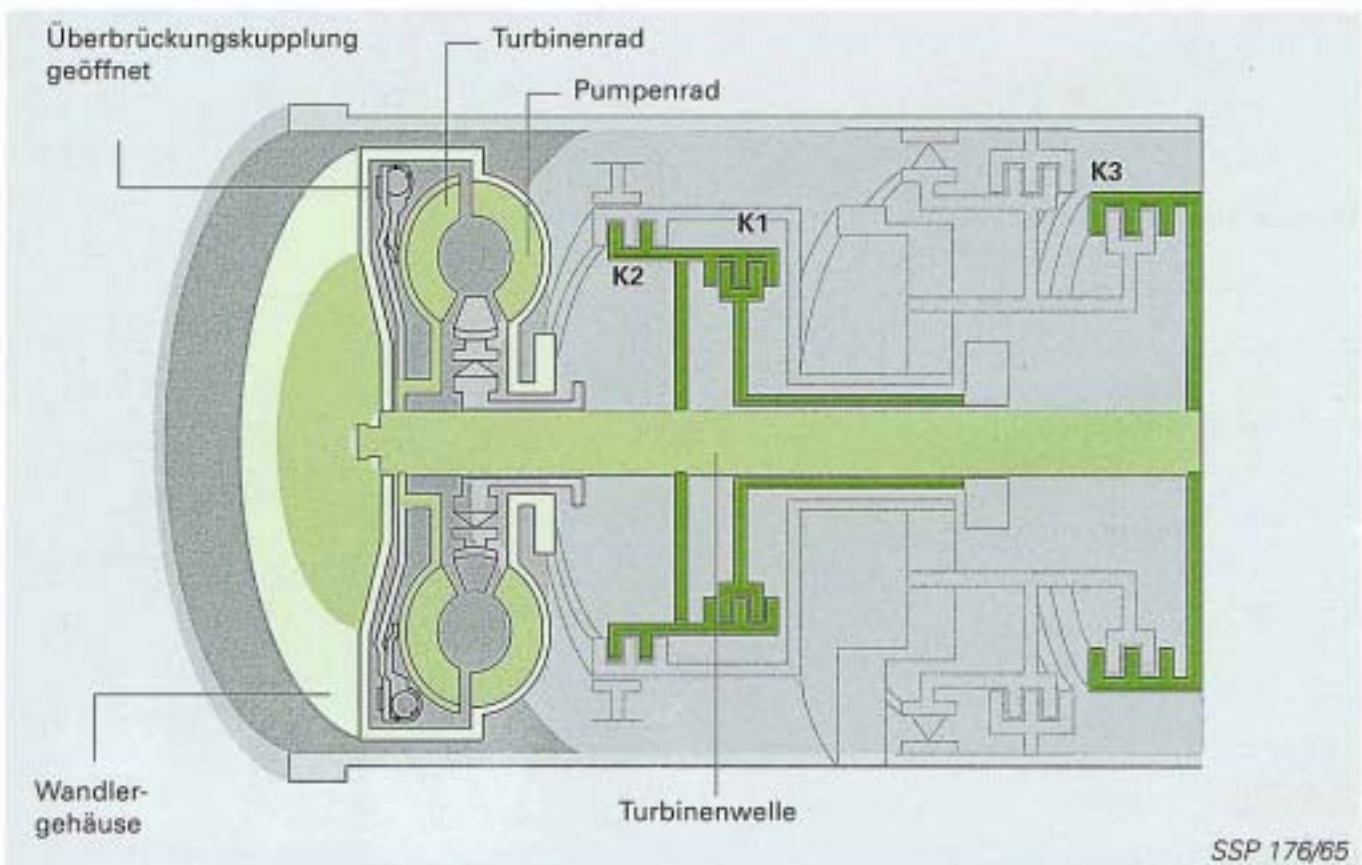 Überbrückungskupplung
geöffnet
Turbinenrad
Pumpenrad
K3
K1
K2
Wandler-
gehäuse
Turbinenwelle
SSP 176/65